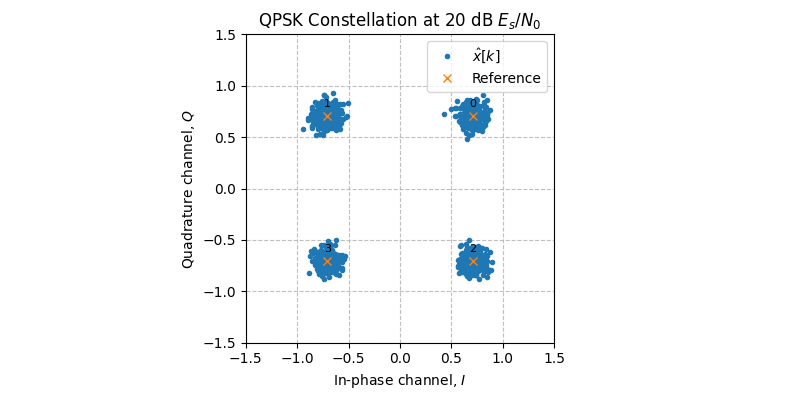 QPSK Constellation at 20 dB $E_s/N_0$
Quadrature channel, $Q$
1.5
1.0
0.5
0.0
−0.5
−1.0
−1.5
$\hat{x}[k]$
Reference
1
0
3
2
−1.5 −1.0 −0.5 0.0 0.5 1.0 1.5
In-phase channel, $I$